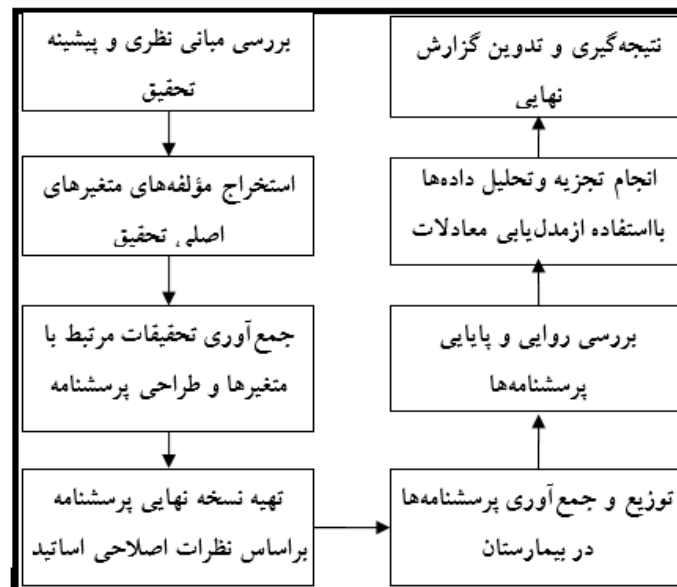 بررسی مبانی نظری و پیشینه
تحقیق
استخراج مؤلفه‌های متغیرهای
اصلی تحقیق
جمع‌آوری تحقیقات مرتبط با
متغیرها و طراحی پرسشنامه
تهیه نسخه نهایی پرسشنامه
براساس نظرات اصلاحی اساتید
توزیع و جمع‌آوری پرسشنامه‌ها
در بیمارستان
بررسی روایی و پایایی
پرسشنامه‌ها
انجام تجزیه وتحلیل داده‌ها
بااستفاده ازمدل‌یابی معادلات
نتیجه‌گیری و تدوین گزارش
نهایی